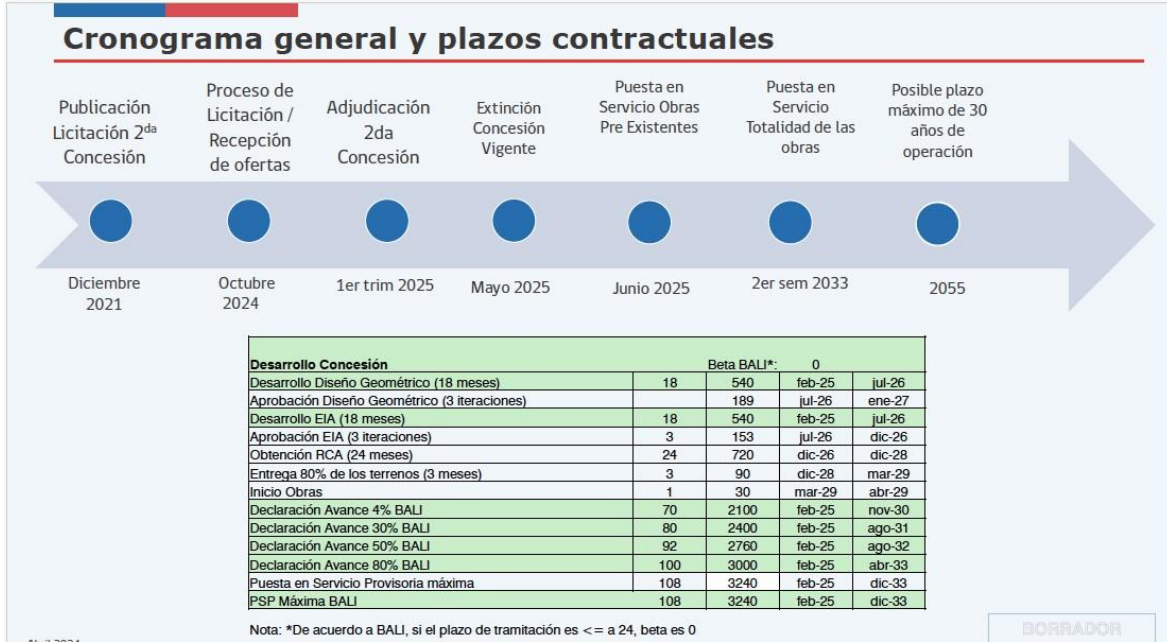 Cronograma general y plazos contractuales
Publicación
Licitación 2da
Concesión
Proceso de
Licitación /
Recepción
de ofertas
Adjudicación
2da
Concesión
Extinción
Concesión
Vigente
Puesta en
Servicio Obras
Pre Existentes
Puesta en
Servicio
Totalidad de las
obras
Posible plazo
máximo de 30
años de
operación
Diciembre
2021
Octubre
2024
1er trim 2025
Mayo 2025
Junio 2025
2er sem 2033
2055
Desarrollo Concesión Beta BALI*: 0
Desarrollo Diseño Geométrico (18 meses) 18 540 feb-25 jul-26
Aprobación Diseño Geométrico (3 iteraciones) 189 jul-26 ene-27
Desarrollo EIA (18 meses) 18 540 feb-25 jul-26
Aprobación EIA (3 iteraciones) 3 153 jul-26 dic-26
Obtención RCA (24 meses) 24 720 dic-26 dic-28
Entrega 80% de los terrenos (3 meses) 3 90 dic-28 mar-29
Inicio Obras 1 30 mar-29 abr-29
Declaración Avance 4% BALI 70 2100 feb-25 nov-30
Declaración Avance 30% BALI 80 2400 feb-25 ago-31
Declaración Avance 50% BALI 92 2760 feb-25 ago-32
Declaración Avance 80% BALI 100 3000 feb-25 abr-33
Puesta en Servicio Provisoria máxima 108 3240 feb-25 dic-33
PSP Máxima BALI 108 3240 feb-25 dic-33
Nota: *De acuerdo a BALI, si el plazo de tramitación es <= a 24, beta es 0
BORRADOR